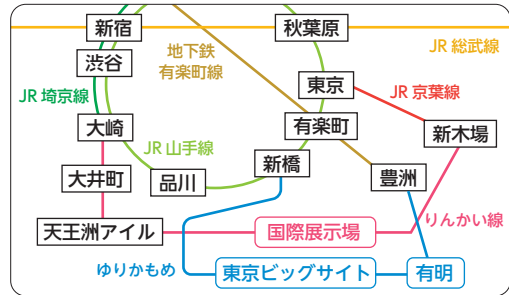 新宿
秋葉原
JR 総武線
渋谷
地下鉄
有楽町線
東京
JR 埼京線
JR 京葉線
大崎
有楽町
新木場
JR 山手線
新橋
大井町
品川
豊洲
天王洲アイル
国際展示場
りんかい線
ゆりかもめ
東京ビッグサイト
有明